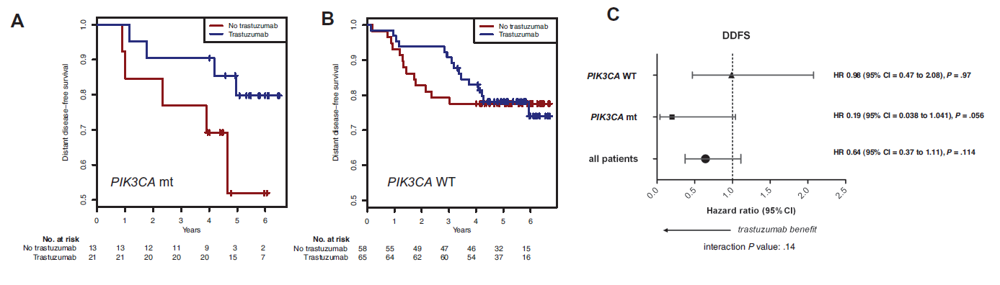 A
No trastuzumab
Trastuzumab
Distant disease–free survival
1.0
0.9
0.8
0.7
0.6
0.5
PIK3CA mt
0 1 2 3 4 5 6
Years
No. at risk
No trastuzumab 13 13 12 11 9 3 2
Trastuzumab 21 21 20 20 20 15 7
B
No trastuzumab
Trastuzumab
Distant disease–free survival
1.0
0.9
0.8
0.7
0.6
0.5
PIK3CA WT
0 1 2 3 4 5 6
Years
No. at risk
No trastuzumab 58 55 49 47 46 32 15
Trastuzumab 65 64 62 60 54 37 16
C
DDFS
PIK3CA WT
HR 0.98 (95% CI = 0.47 to 2.08), P = .97
PIK3CA mt
HR 0.19 (95% CI = 0.038 to 1.041), P = .056
all patients
HR 0.64 (95% CI = 0.37 to 1.11), P = .114
0.0 0.5 1.0 1.5 2.0 2.5
Hazard ratio (95% CI)
trastuzumab benefit
interaction P value: .14